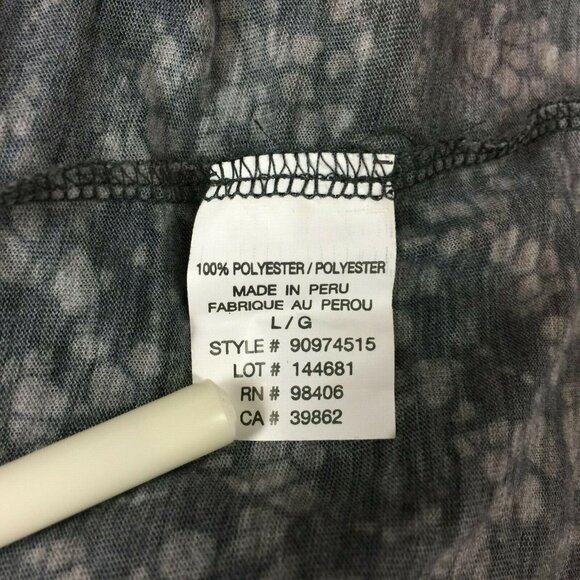 100% POLYESTER / POLYESTER
MADE IN PERU
FABRIQUE AU PEROU
L / G
STYLE# 90974515
LOT # 144681
RN # 98406
CA # 39862